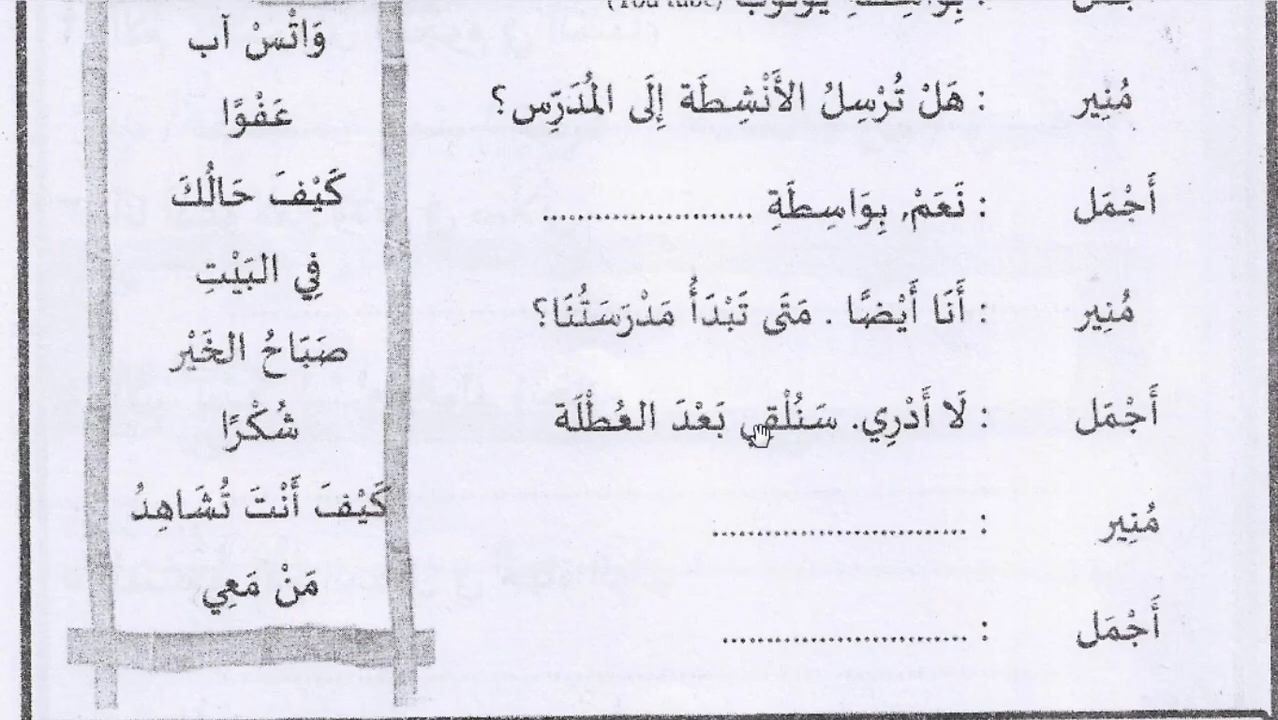 مُنِير : هَلْ تُرْسِلُ الأَنْشِطَة إِلَى المُدَرِّس؟
أَجْمَل : نَعَمْ, بِوَاسِطَةِ ......................
مُنِير : أَنَا أَيْضًا . مَتَى تَبْدَأُ مَدْرَسَتُنَا؟
أَجْمَل : لَا أَدْرِي. سَنُلْقِي بَعْدَ العُطْلَة
مُنِير : ..........................
أَجْمَل : .........................
وَاتْسْ آب
عَفْوًا
كَيْفَ حَالُكَ
فِي البَيْتِ
صَبَاحُ الخَيْر
شُكْرًا
كَيْفَ أَنْتَ تُشَاهِدُ
مَنْ مَعِي